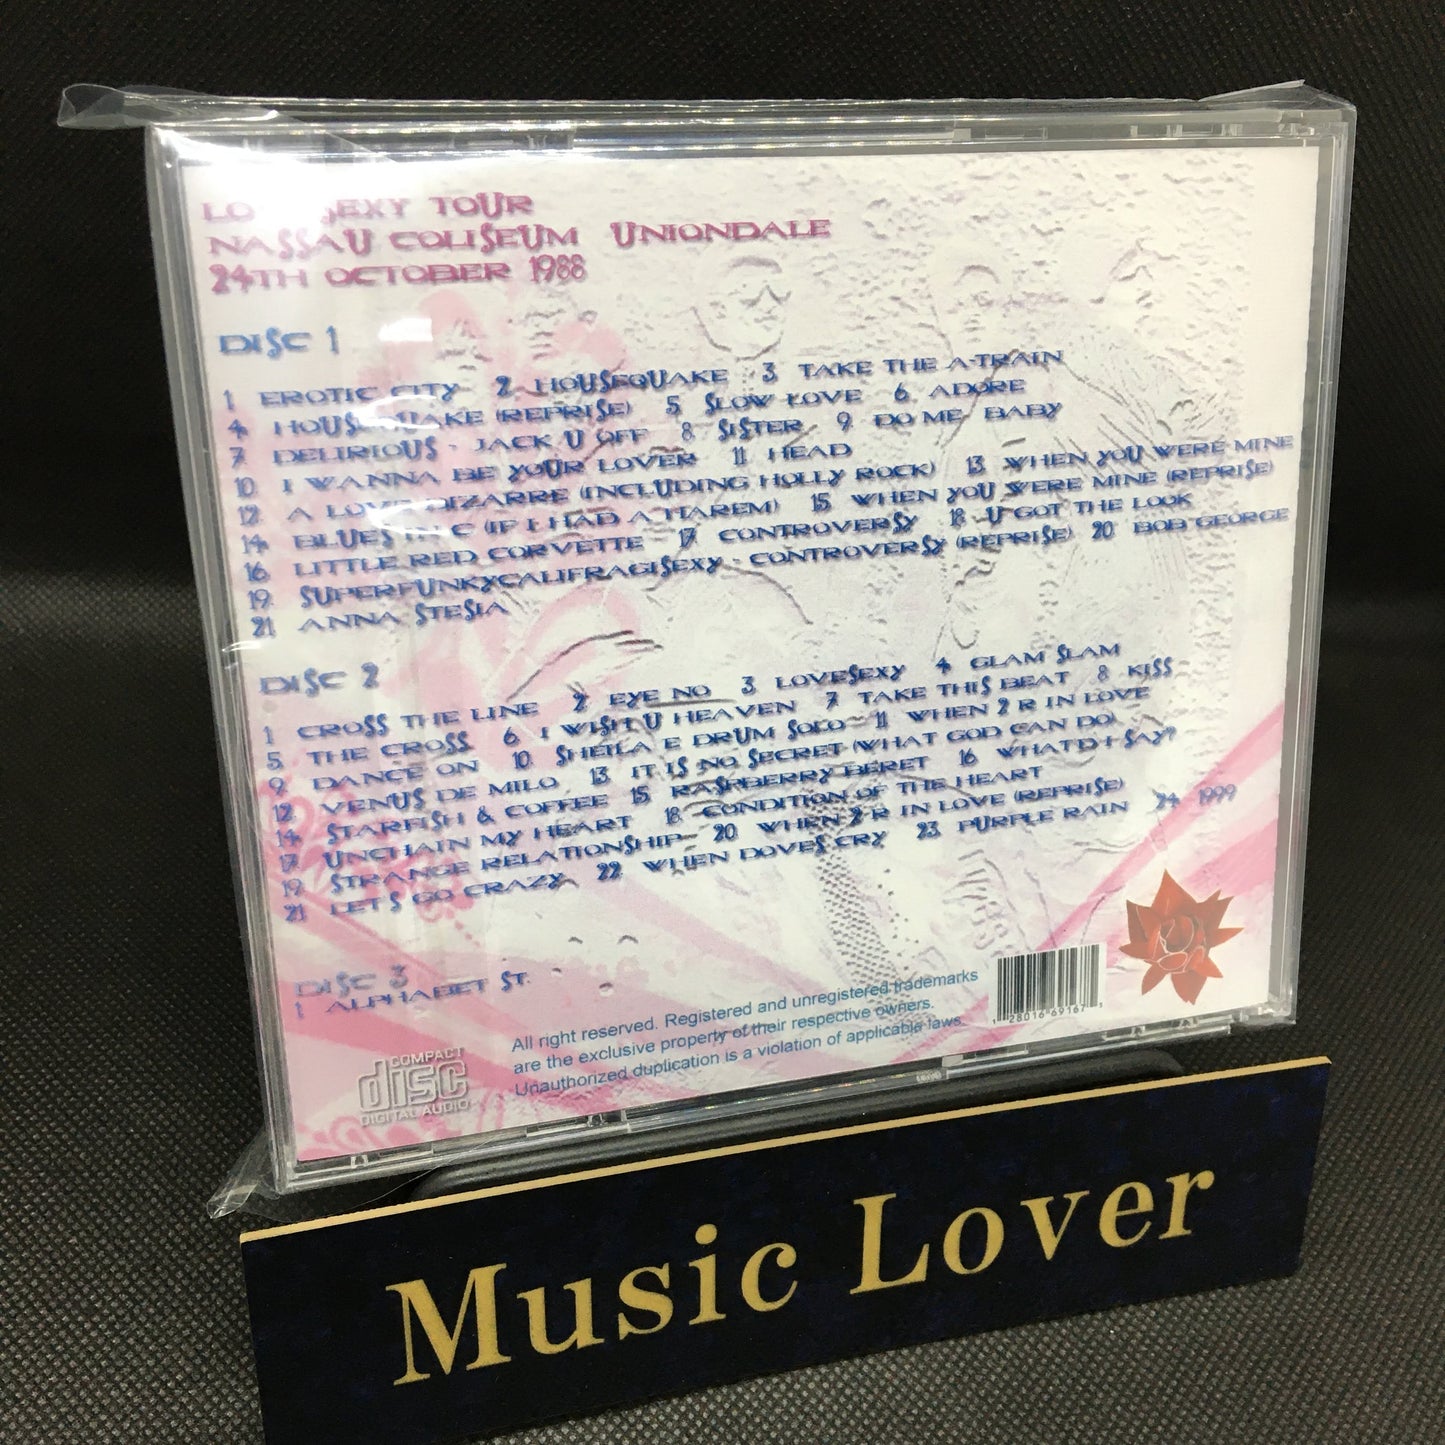 LOVESEXY TOUR
NASSAU COLISEUM UNIONDALE
24TH OCTOBER 1988
DISC 1
1 EROTIC CITY 2 HOUSEQUAKE 3 TAKE THE A-TRAIN
4 HOUSEQUAKE (REPRISE) 5 SLOW LOVE 6 ADORE
7 DELIRIOUS - JACK U OFF 8 SISTER 9 DO ME, BABY
10 I WANNA BE YOUR LOVER 11 HEAD
12 A LOVE BIZARRE (INCLUDING HOLLY ROCK) 13 WHEN YOU WERE MINE
14 BLUES IN C (IF I HAD A HAREM) 15 WHEN YOU WERE MINE (REPRISE)
16 LITTLE RED CORVETTE 17 CONTROVERSY 18 U GOT THE LOOK
19 SUPERFUNKYCALIFRAGISEXY - CONTROVERSY (REPRISE) 20 BOB GEORGE
21 ANNA STESIA
DISC 2
1 CROSS THE LINE 2 EYE NO 3 LOVESEXY 4 GLAM SLAM
5 THE CROSS 6 I WISH U HEAVEN 7 TAKE THIS BEAT 8 KISS
9 DANCE ON 10 SHEILA E DRUM SOLO 11 WHEN 2 R IN LOVE
12 VENUS DE MILO 13 IT IS NO SECRET (WHAT GOD CAN DO)
14 STARFISH & COFFEE 15 RASPBERRY BERET 16 WHAT'D I SAY?
17 UNCHAIN MY HEART 18 CONDITION OF THE HEART
19 STRANGE RELATIONSHIP 20 WHEN 2 R IN LOVE (REPRISE)
21 LET'S GO CRAZY 22 WHEN DOVES CRY 23 PURPLE RAIN 24 1999
DISC 3
1 ALPHABET ST.
COMPACT
disc
DIGITAL AUDIO
All right reserved. Registered and unregistered trademarks
are the exclusive property of their respective owners.
Unauthorized duplication is a violation of applicable laws.
1 28016 69167 1
Music Lover